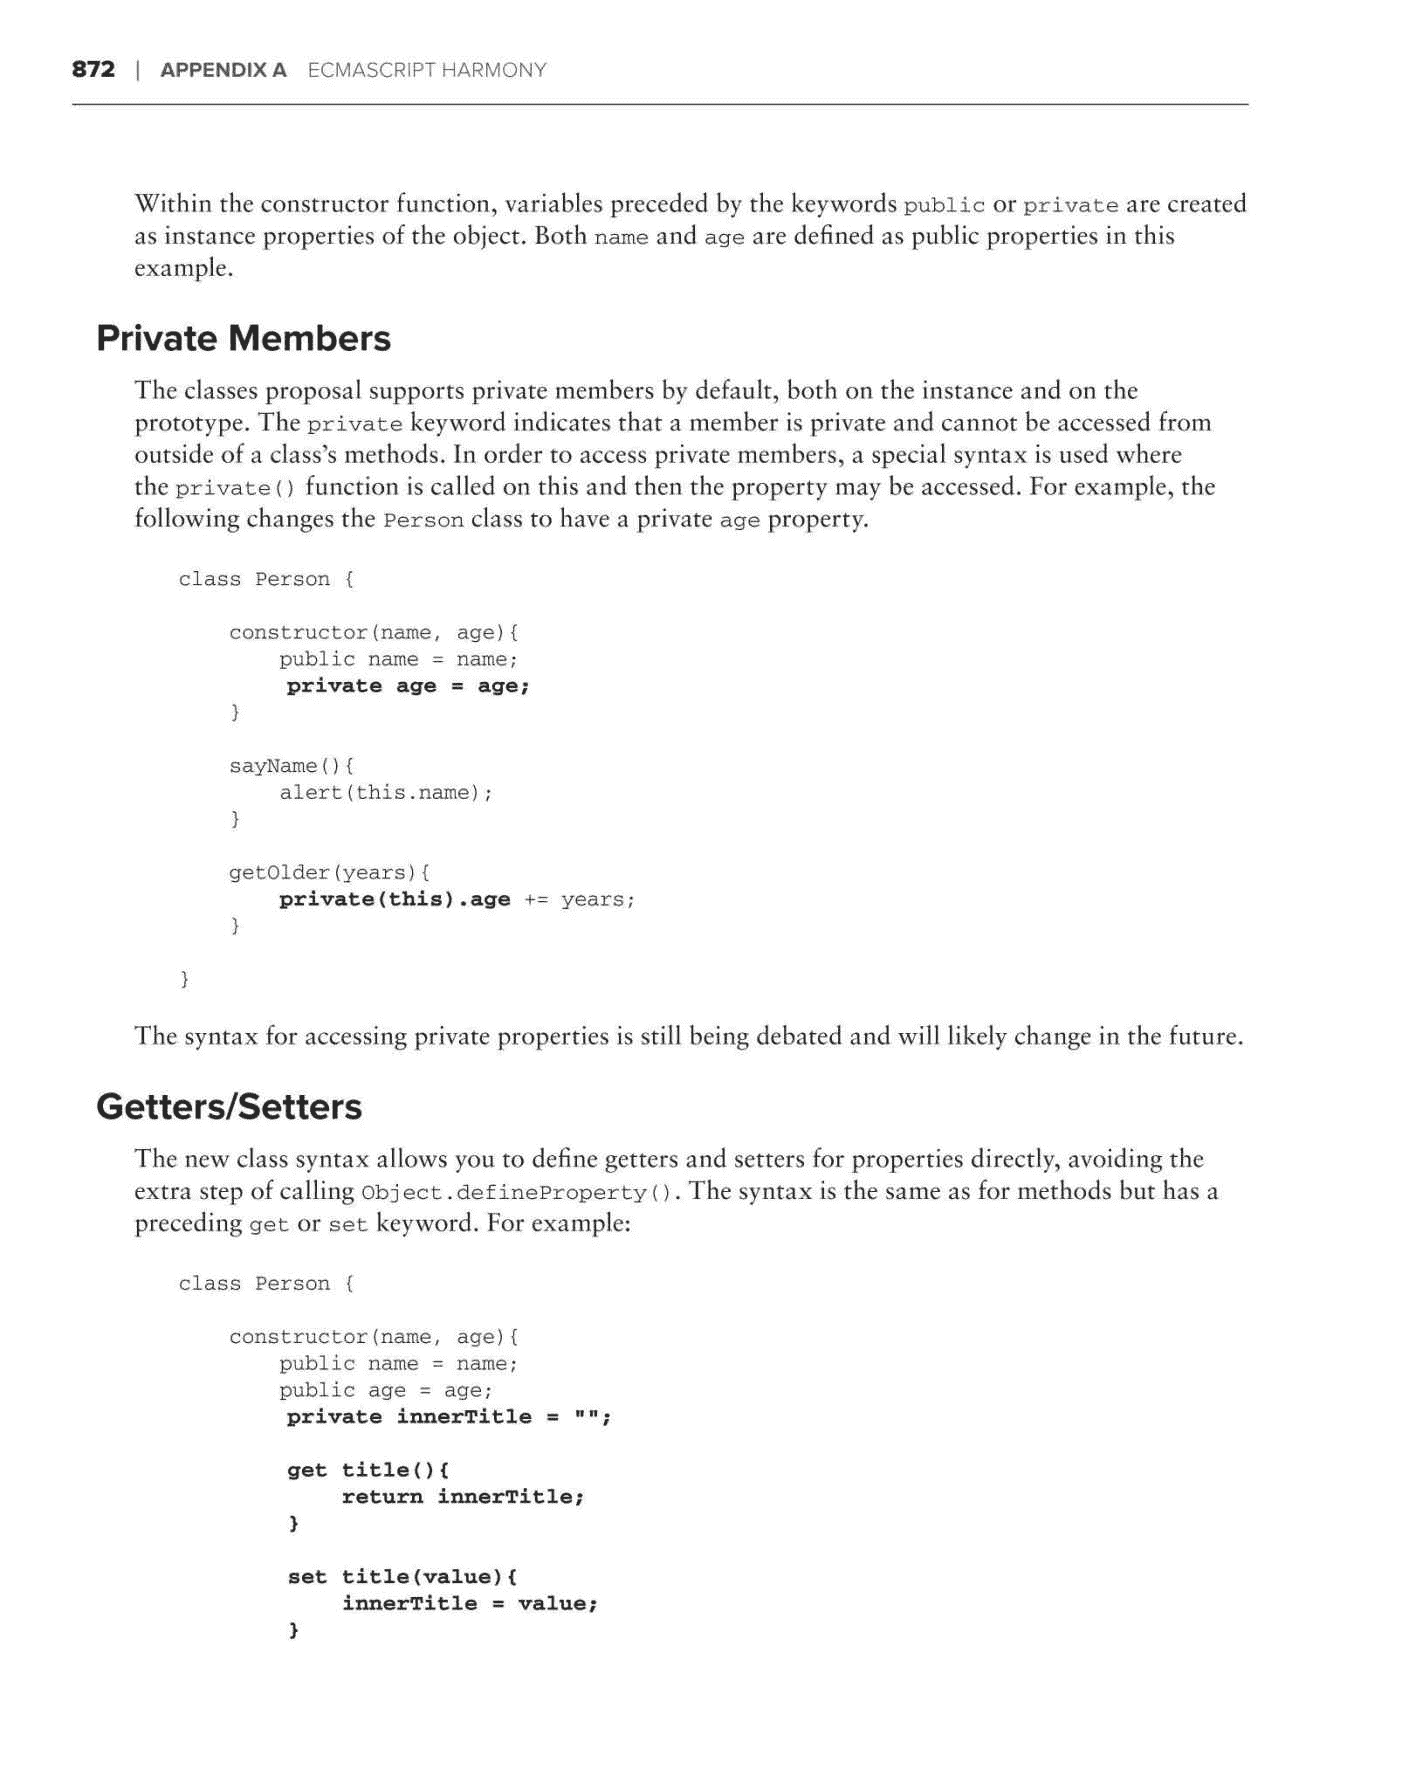 872 | APPENDIX A ECMASCRIPT HARMONY
Within the constructor function, variables preceded by the keywords public or private are created
as instance properties of the object. Both name and age are defined as public properties in this
example.
Private Members
The classes proposal supports private members by default, both on the instance and on the
prototype. The private keyword indicates that a member is private and cannot be accessed from
outside of a class’s methods. In order to access private members, a special syntax is used where
the private() function is called on this and then the property may be accessed. For example, the
following changes the Person class to have a private age property.
class Person {
constructor(name, age){
public name = name;
private age = age;
}
sayName(){
alert(this.name);
}
getOlder(years){
private(this).age += years;
}
}
The syntax for accessing private properties is still being debated and will likely change in the future.
Getters/Setters
The new class syntax allows you to define getters and setters for properties directly, avoiding the
extra step of calling Object.defineProperty(). The syntax is the same as for methods but has a
preceding get or set keyword. For example:
class Person {
constructor(name, age){
public name = name;
public age = age;
private innerTitle = "";
get title(){
return innerTitle;
}
set title(value){
innerTitle = value;
}